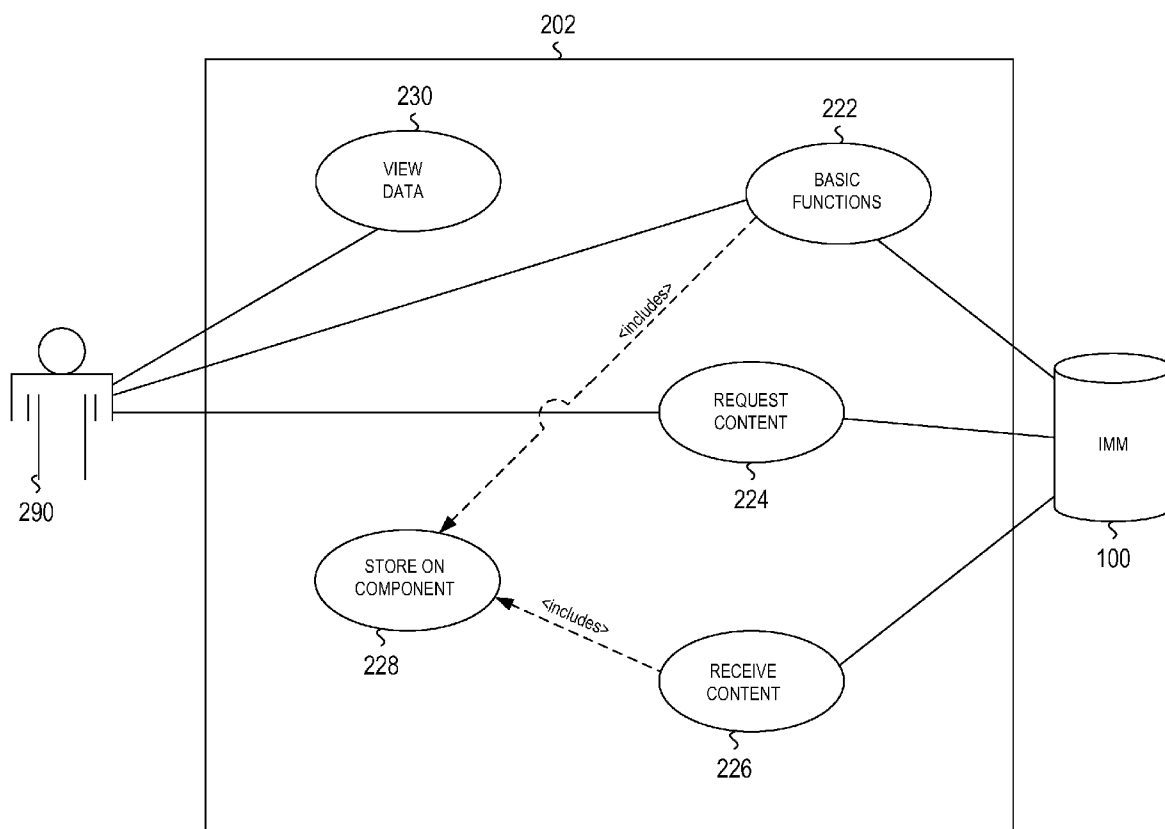 202
230
VIEW
DATA
222
BASIC
FUNCTIONS
<includes>
REQUEST
CONTENT
224
IMM
100
290
STORE ON
COMPONENT
228
<includes>
RECEIVE
CONTENT
226